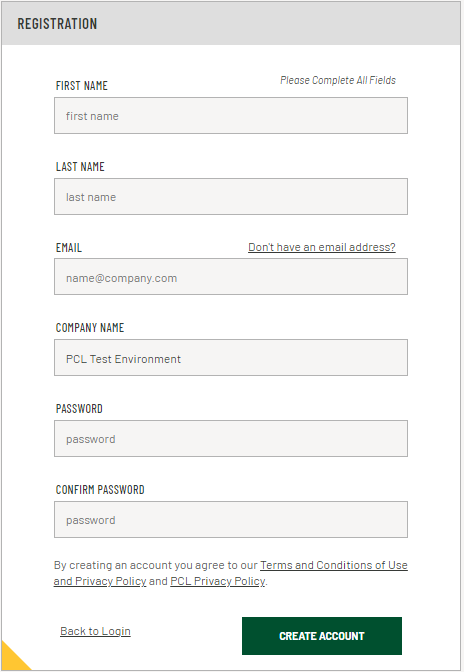 REGISTRATION
Please Complete All Fields
FIRST NAME
first name
LAST NAME
last name
EMAIL
Don't have an email address?
name@company.com
COMPANY NAME
PCL Test Environment
PASSWORD
password
CONFIRM PASSWORD
password
By creating an account you agree to our Terms and Conditions of Use
and Privacy Policy and PCL Privacy Policy.
Back to Login
CREATE ACCOUNT